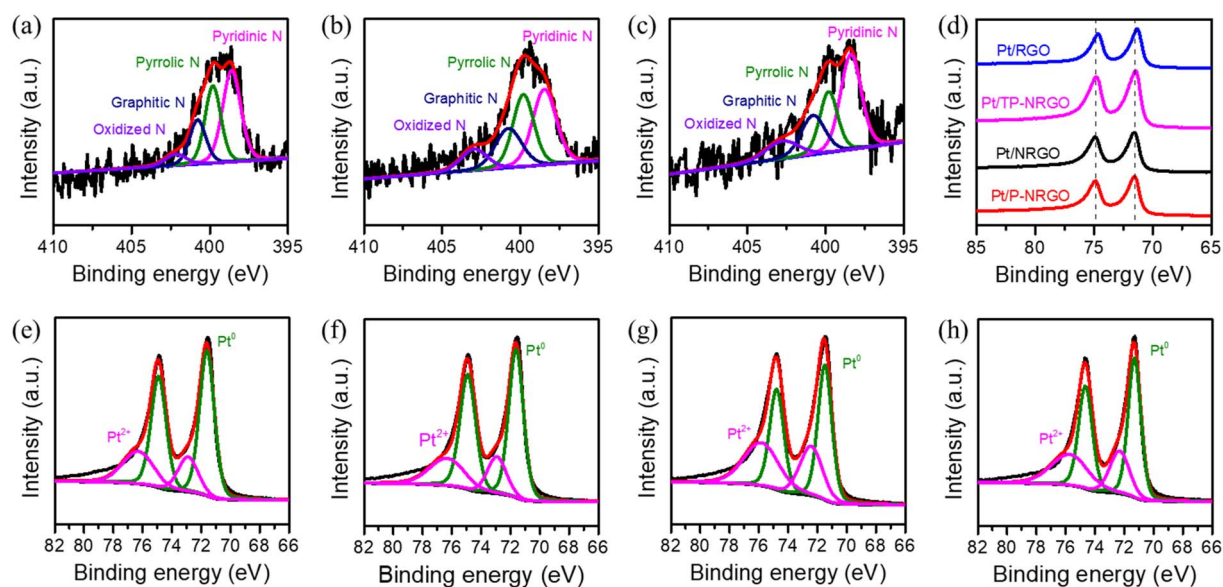 (a)
Pyridinic N
Pyrrolic N
Graphitic N
Oxidized N
Intensity (a.u.)
410 405 400 395
Binding energy (eV)
(b)
Pyridinic N
Pyrrolic N
Graphitic N
Oxidized N
Intensity (a.u.)
410 405 400 395
Binding energy (eV)
(c)
Pyridinic N
Pyrrolic N
Graphitic N
Oxidized N
Intensity (a.u.)
410 405 400 395
Binding energy (eV)
(d)
Pt/RGO
Pt/TP-NRGO
Pt/NRGO
Pt/P-NRGO
Intensity (a.u.)
85 80 75 70 65
Binding energy (eV)
(e)
Pt⁰
Pt²⁺
Intensity (a.u.)
82 80 78 76 74 72 70 68 66
Binding energy (eV)
(f)
Pt⁰
Pt²⁺
Intensity (a.u.)
82 80 78 76 74 72 70 68 66
Binding energy (eV)
(g)
Pt⁰
Pt²⁺
Intensity (a.u.)
82 80 78 76 74 72 70 68 66
Binding energy (eV)
(h)
Pt⁰
Pt²⁺
Intensity (a.u.)
82 80 78 76 74 72 70 68 66
Binding energy (eV)